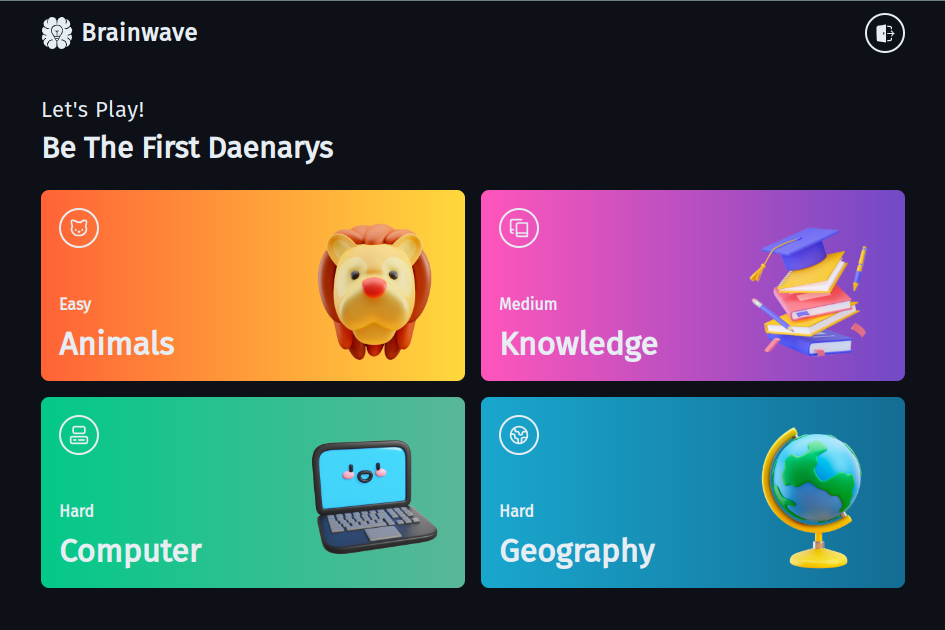 Brainwave
Let's Play!
Be The First Daenarys
Easy
Animals
Medium
Knowledge
Hard
Computer
Hard
Geography